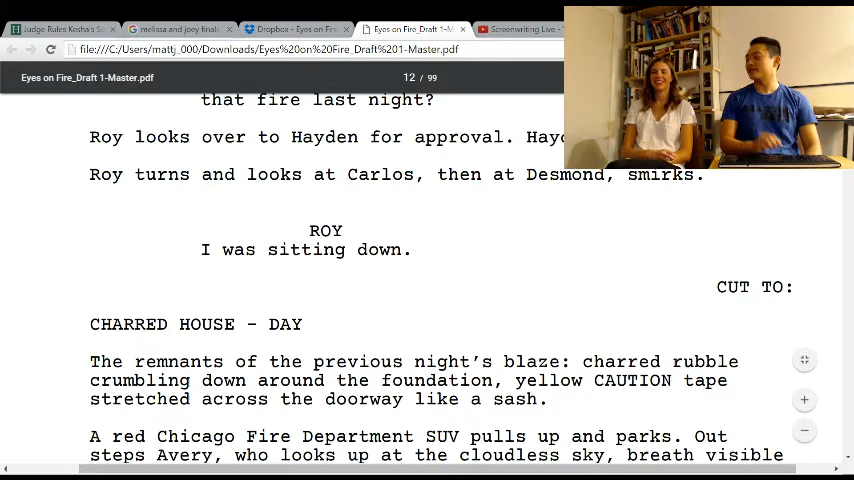 Judge Rules Kesha's S
melissa and joey finale
Dropbox - Eyes on Fire
Eyes on Fire_Draft 1-M
Screenwriting Live -
file:///C:/Users/mattj_000/Downloads/Eyes%20on%20Fire_Draft%201-Master.pdf
Eyes on Fire_Draft 1-Master.pdf
12 / 99
that fire last night?
Roy looks over to Hayden for approval.
Roy turns and looks at Carlos, then at Desmond, smirks.
ROY
I was sitting down.
CUT TO:
CHARRED HOUSE - DAY
The remnants of the previous night's blaze: charred rubble
crumbling down around the foundation, yellow CAUTION tape
stretched across the doorway like a sash.
A red Chicago Fire Department SUV pulls up and parks. Out
steps Avery, who looks up at the cloudless sky, breath visible